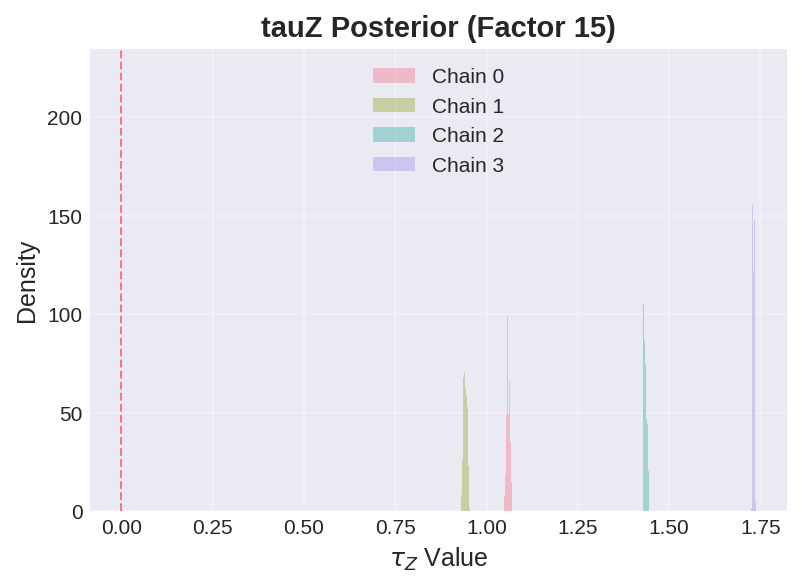 tauZ Posterior (Factor 15)
Chain 0
Chain 1
Chain 2
Chain 3
Density
200
150
100
50
0
0.00 0.25 0.50 0.75 1.00 1.25 1.50 1.75
τ_Z Value